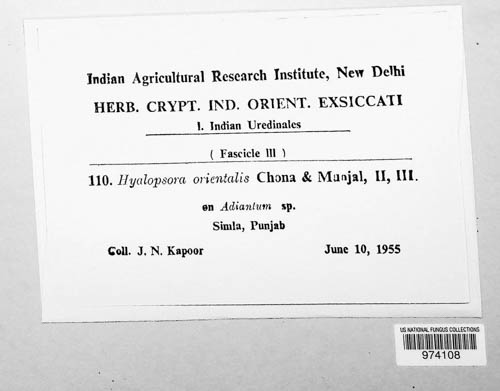 Indian Agricultural Research Institute, New Delhi
HERB. CRYPT. IND. ORIENT. EXSICCATI
I. Indian Uredinales
( Fascicle III )
110. Hyalopsora orientalis Chona & Munjal, II, III.
on Adiantum sp.
Simla, Punjab
Coll. J. N. Kapoor June 10, 1955
US NATIONAL FUNGUS COLLECTIONS
974108